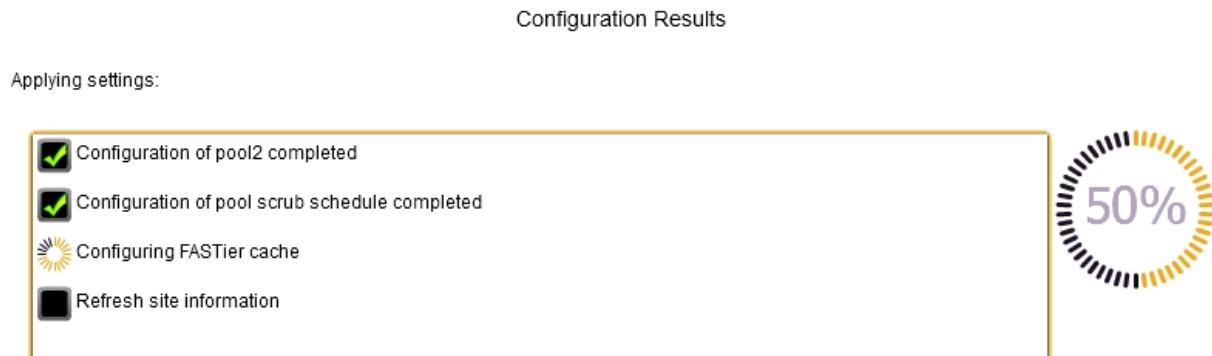 Configuration Results
Applying settings:
Configuration of pool2 completed
Configuration of pool scrub schedule completed
50%
Configuring FASTier cache
Refresh site information